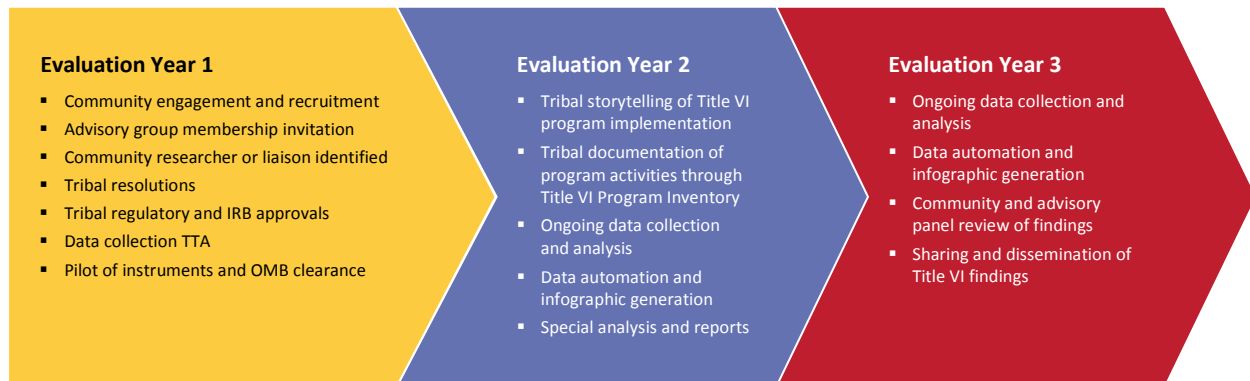 Evaluation Year 1
▪ Community engagement and recruitment
▪ Advisory group membership invitation
▪ Community researcher or liaison identified
▪ Tribal resolutions
▪ Tribal regulatory and IRB approvals
▪ Data collection TTA
▪ Pilot of instruments and OMB clearance
Evaluation Year 2
▪ Tribal storytelling of Title VI
program implementation
▪ Tribal documentation of
program activities through
Title VI Program Inventory
▪ Ongoing data collection
and analysis
▪ Data automation and
infographic generation
▪ Special analysis and reports
Evaluation Year 3
▪ Ongoing data collection and
analysis
▪ Data automation and
infographic generation
▪ Community and advisory
panel review of findings
▪ Sharing and dissemination of
Title VI findings